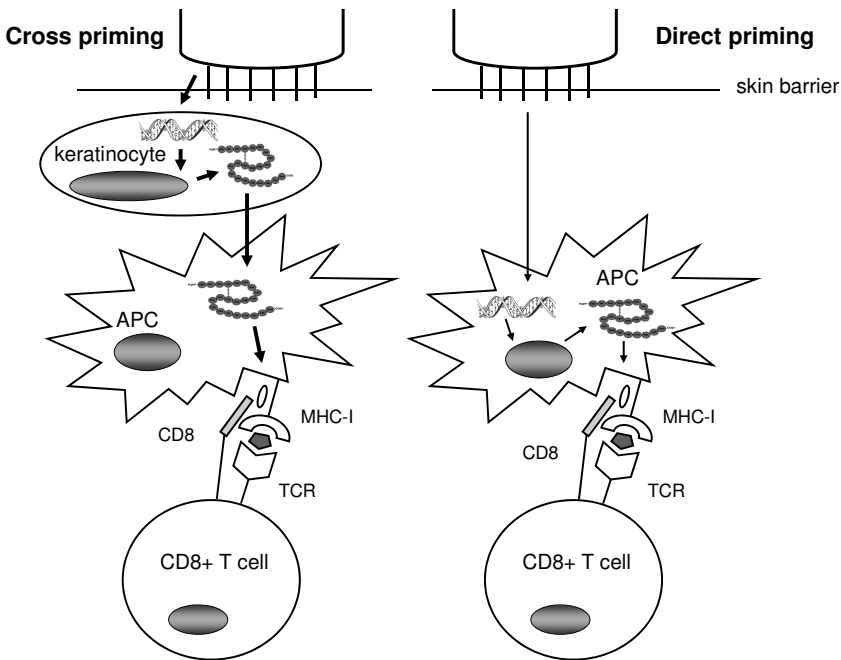 Cross priming
Direct priming
skin barrier
keratinocyte
APC
APC
CD8
MHC-I
TCR
CD8
MHC-I
TCR
CD8+ T cell
CD8+ T cell